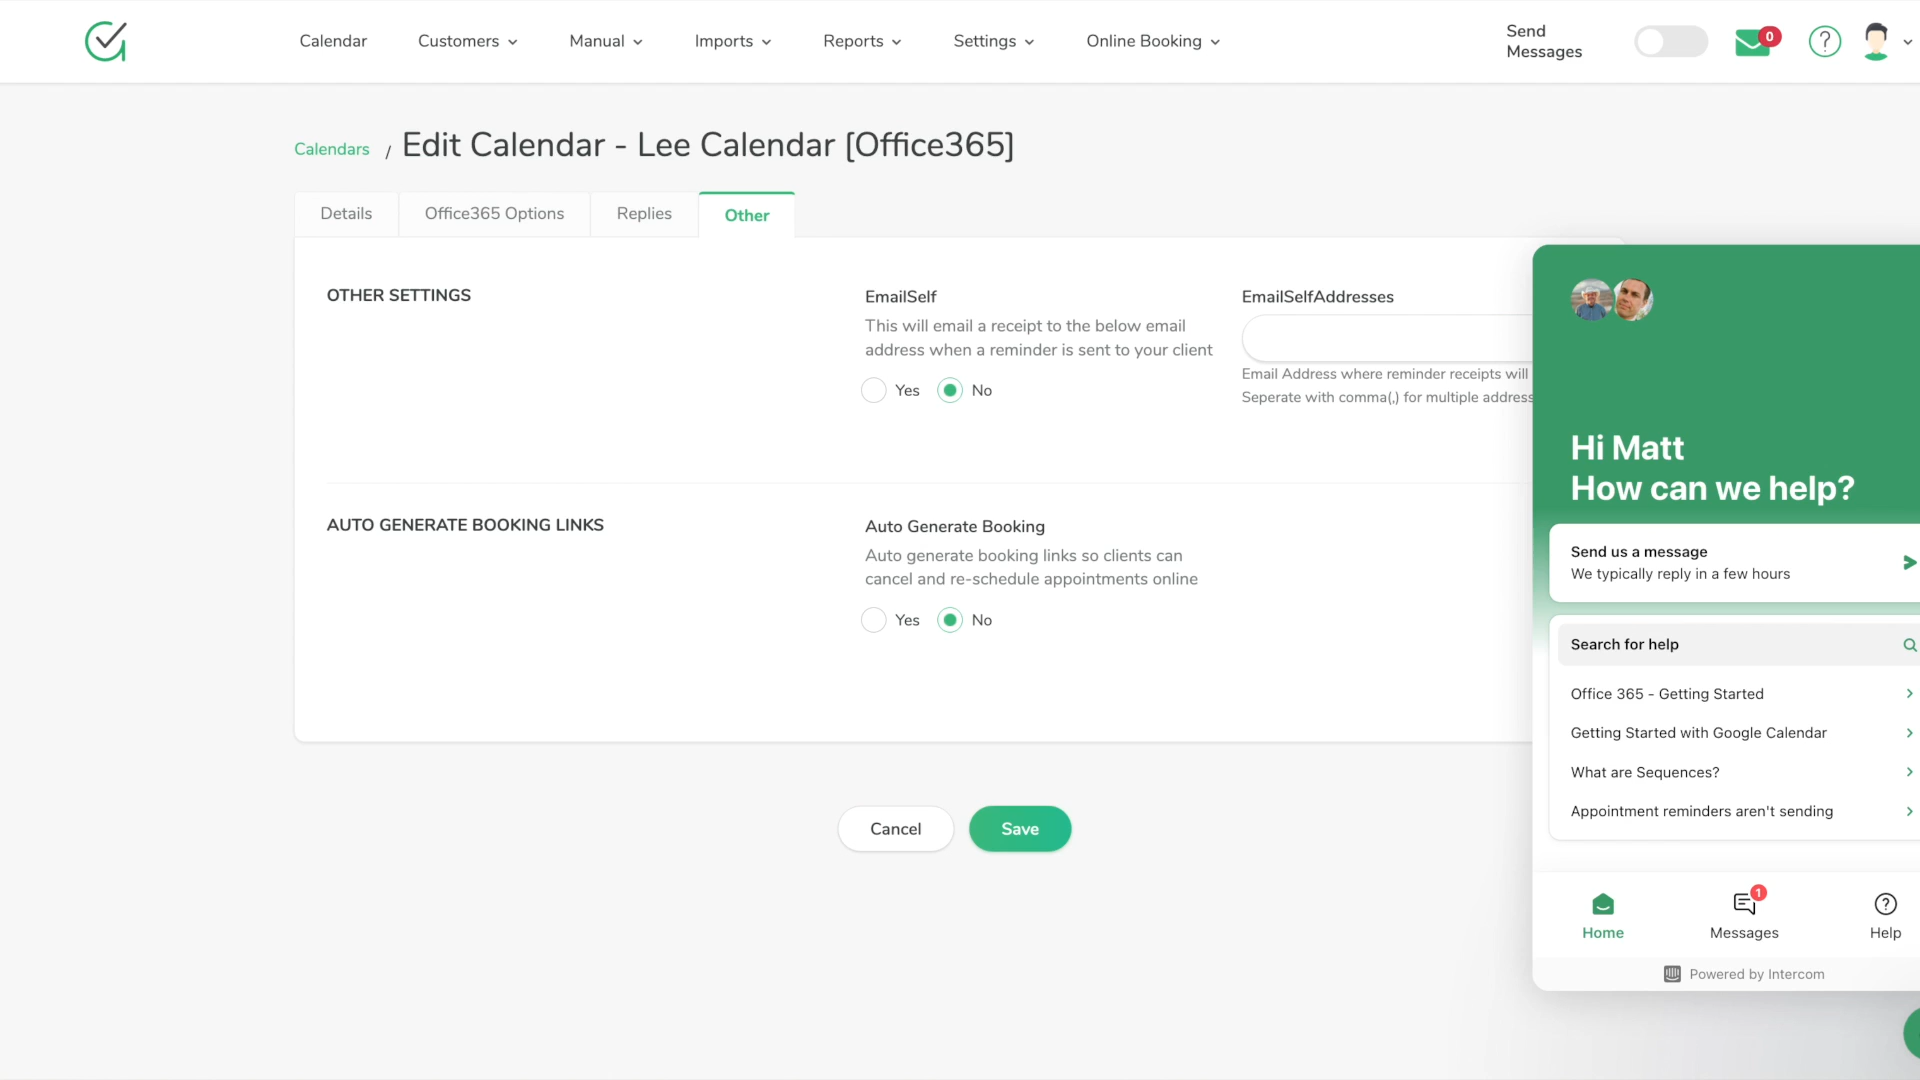 Calendar
Customers
Manual
Imports
Reports
Settings
Online Booking
Send
Messages
0
?
Calendars / Edit Calendar - Lee Calendar [Office365]
Details
Office365 Options
Replies
Other
OTHER SETTINGS
EmailSelf
This will email a receipt to the below email
address when a reminder is sent to your client
Yes
No
EmailSelfAddresses
Email Address where reminder receipts will
Seperate with comma(,) for multiple address
AUTO GENERATE BOOKING LINKS
Auto Generate Booking
Auto generate booking links so clients can
cancel and re-schedule appointments online
Yes
No
Cancel
Save
Hi Matt
How can we help?
Send us a message
We typically reply in a few hours
Search for help
Office 365 - Getting Started
Getting Started with Google Calendar
What are Sequences?
Appointment reminders aren't sending
Home
1
Messages
?
Help
Powered by Intercom